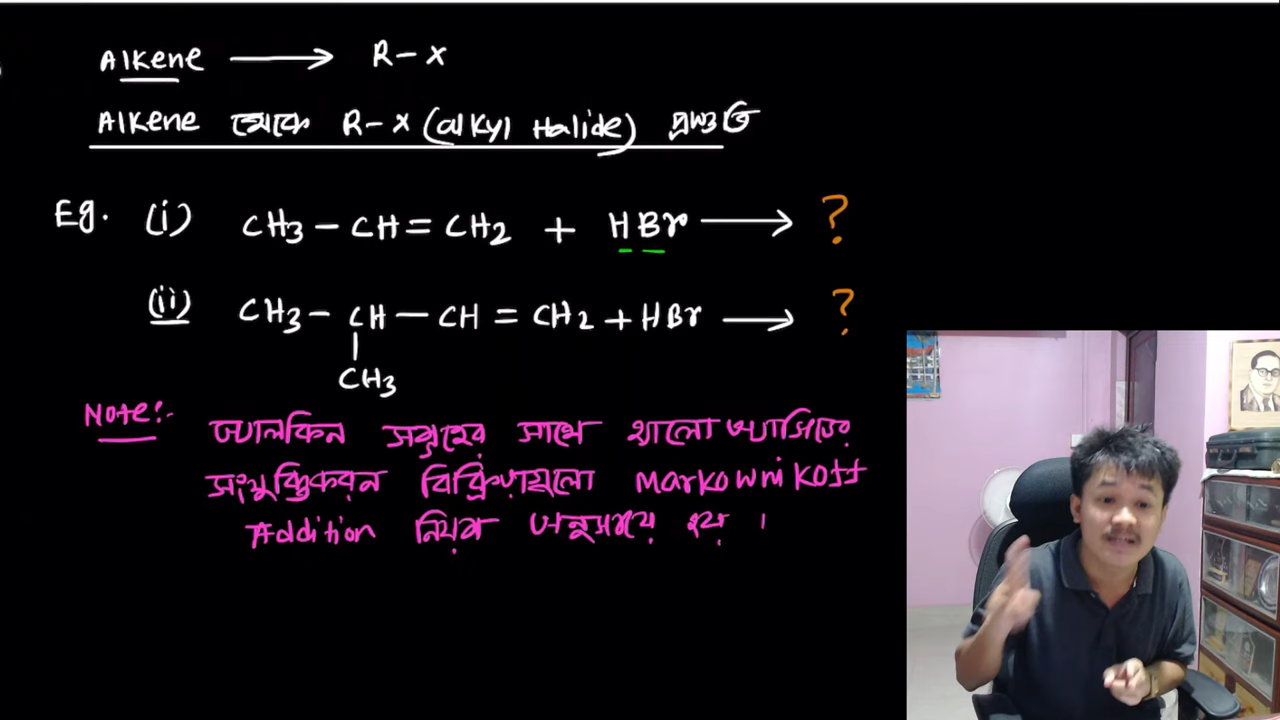 Alkene ⟶ R-X
Alkene থেকে R-X (alkyl Halide) প্রস্তুতি
Eg. (i) CH3 - CH = CH2 + HBr ⟶ ?
(ii) CH3 - CH - CH = CH2 + HBr ⟶ ?
CH3
Note:- অ্যালকিন সমূহের সাথে হ্যালো অ্যাসিডের
সংযুক্তিকরন বিক্রিয়াগুলো Markownikoff
Addition নিয়ম অনুসরণে হয় ।